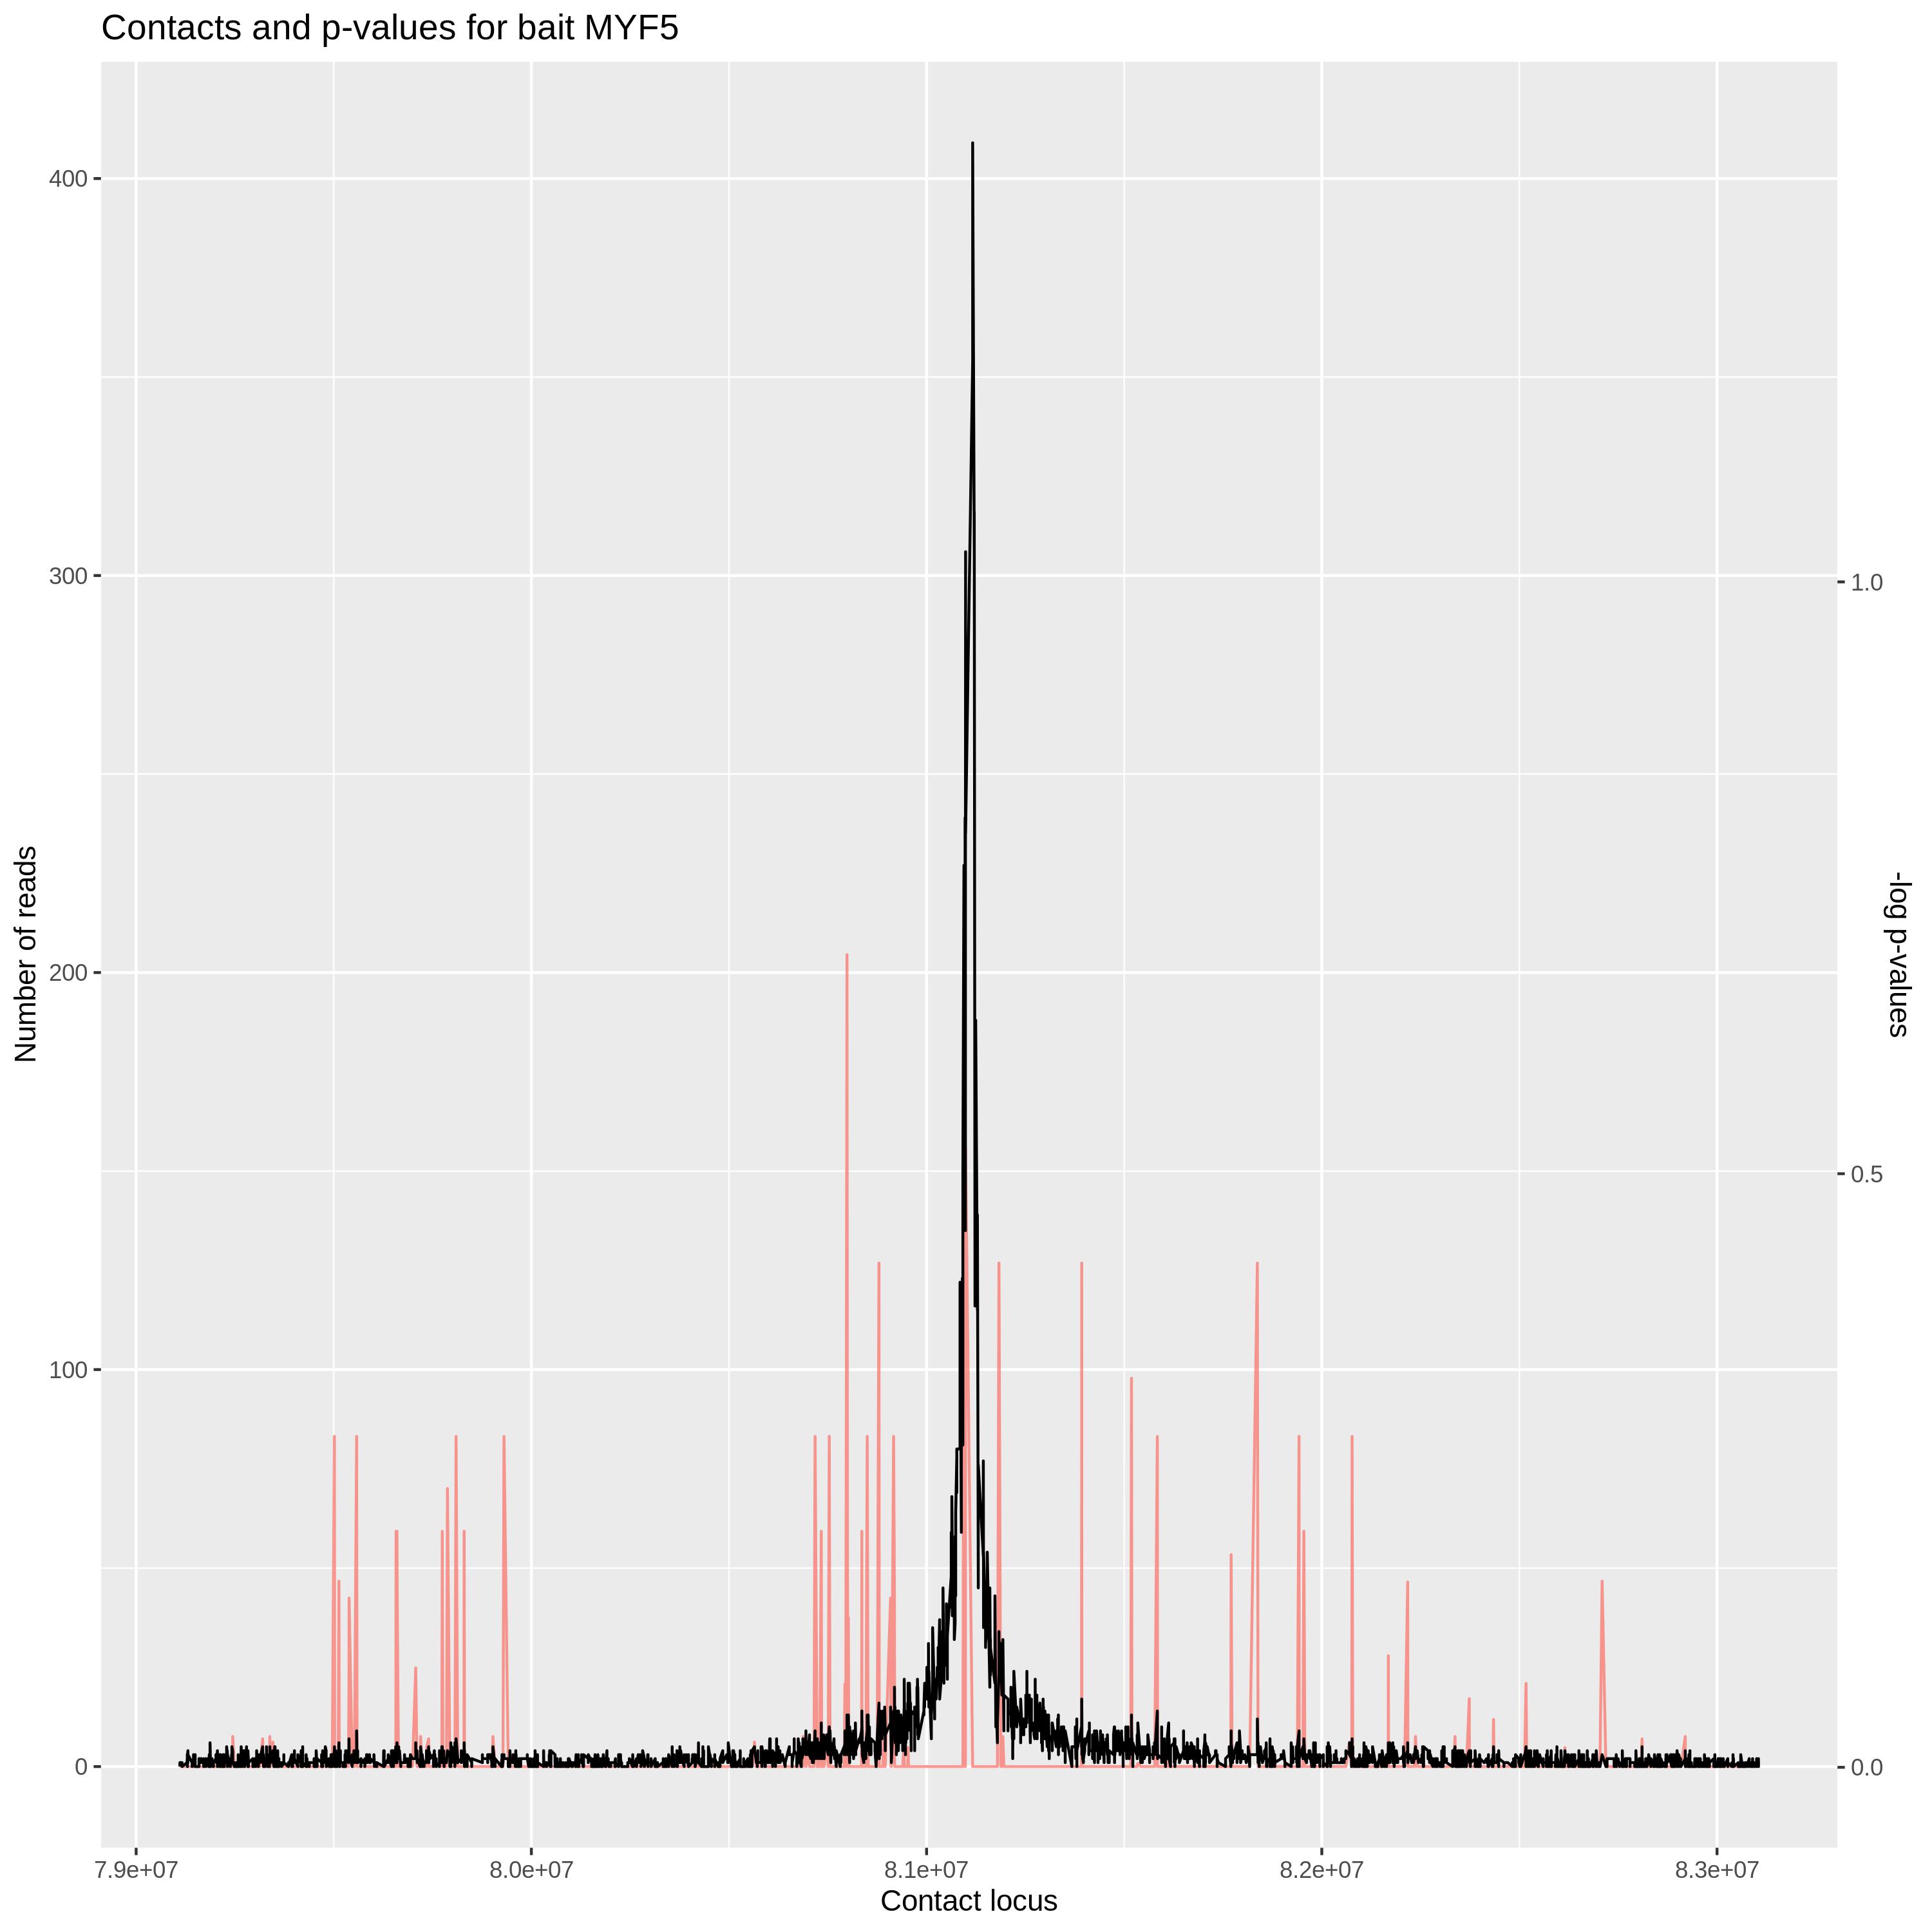 Contacts and p-values for bait MYF5
400
300
200
100
0
Number of reads
1.0
0.5
0.0
-log p-values
7.9e+07
8.0e+07
8.1e+07
8.2e+07
8.3e+07
Contact locus